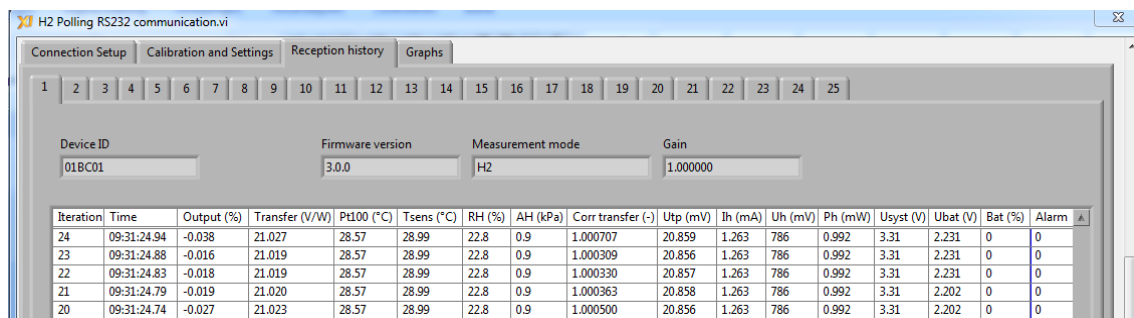 H2 Polling RS232 communication.vi
Connection Setup Calibration and Settings Reception history Graphs
1 2 3 4 5 6 7 8 9 10 11 12 13 14 15 16 17 18 19 20 21 22 23 24 25
Device ID Firmware version Measurement mode Gain
01BC01 3.0.0 H2 1.000000
Iteration Time Output (%) Transfer (V/W) Pt100 (°C) Tsens (°C) RH (%) AH (kPa) Corr transfer (-) Utp (mV) Ih (mA) Uh (mV) Ph (mW) Usyst (V) Ubat (V) Bat (%) Alarm
24 09:31:24.94 -0.038 21.027 28.57 28.99 22.8 0.9 1.000707 20.859 1.263 786 0.992 3.31 2.231 0 0
23 09:31:24.88 -0.016 21.019 28.57 28.99 22.8 0.9 1.000309 20.856 1.263 786 0.992 3.31 2.231 0 0
22 09:31:24.83 -0.018 21.019 28.57 28.99 22.8 0.9 1.000330 20.857 1.263 786 0.992 3.31 2.231 0 0
21 09:31:24.79 -0.019 21.020 28.57 28.99 22.8 0.9 1.000363 20.858 1.263 786 0.992 3.31 2.202 0 0
20 09:31:24.74 -0.027 21.023 28.57 28.99 22.8 0.9 1.000500 20.856 1.263 786 0.992 3.31 2.202 0 0